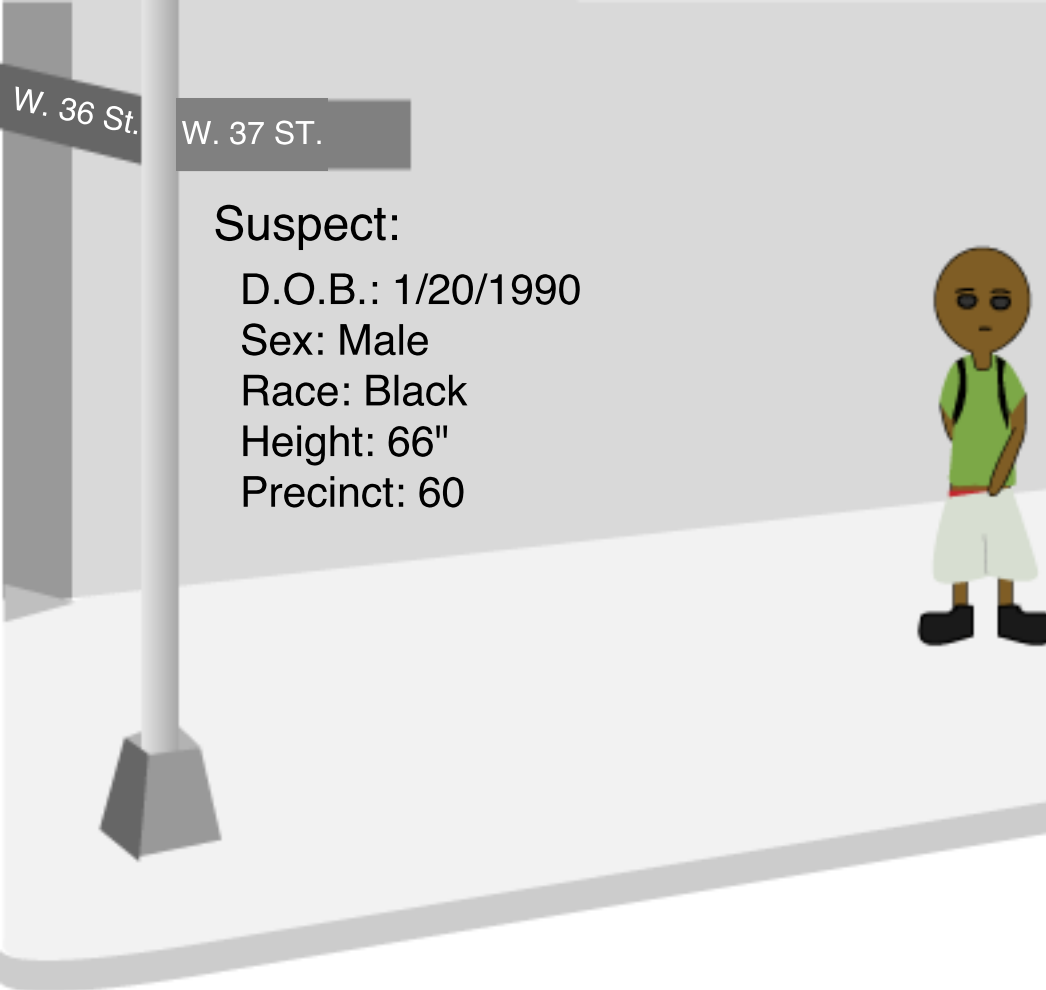 W. 36 St.
W. 37 ST.
Suspect:
D.O.B.: 1/20/1990
Sex: Male
Race: Black
Height: 66"
Precinct: 60